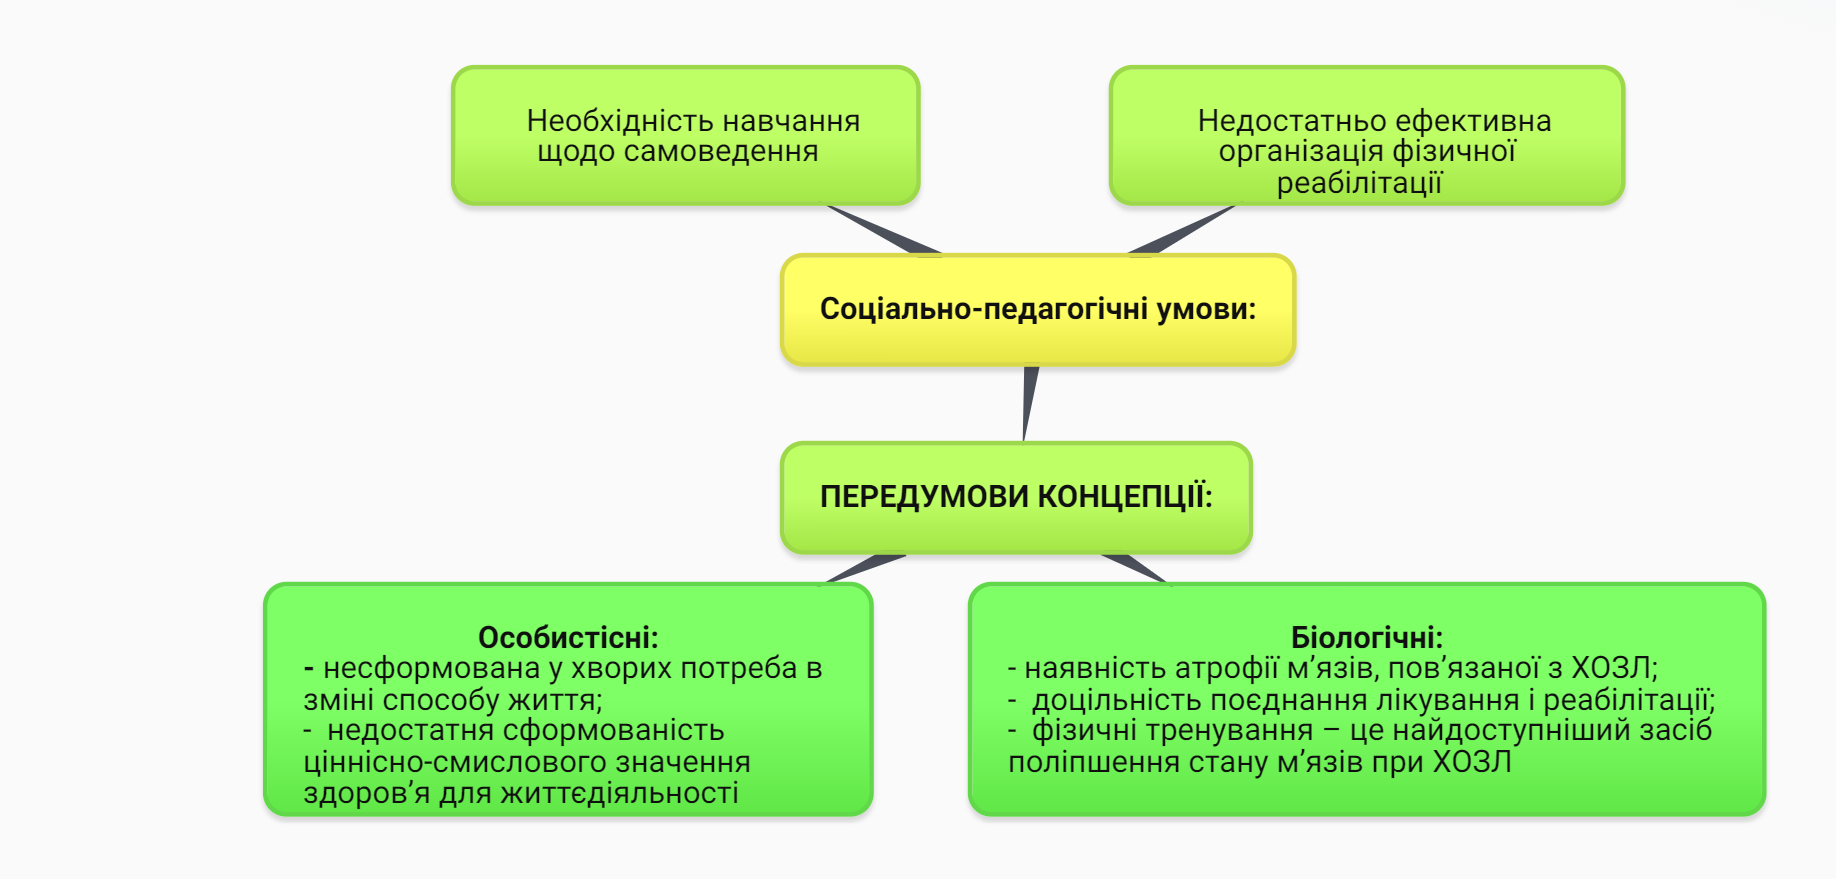 Необхідність навчання
щодо самоведення
Недостатньо ефективна
організація фізичної
реабілітації
Соціально-педагогічні умови:
ПЕРЕДУМОВИ КОНЦЕПЦІЇ:
Особистісні:
- несформована у хворих потреба в
зміні способу життя;
- недостатня сформованість
ціннісно-смислового значення
здоров’я для життєдіяльності
Біологічні:
- наявність атрофії м’язів, пов’язаної з ХОЗЛ;
- доцільність поєднання лікування і реабілітації;
- фізичні тренування – це найдоступніший засіб
поліпшення стану м’язів при ХОЗЛ